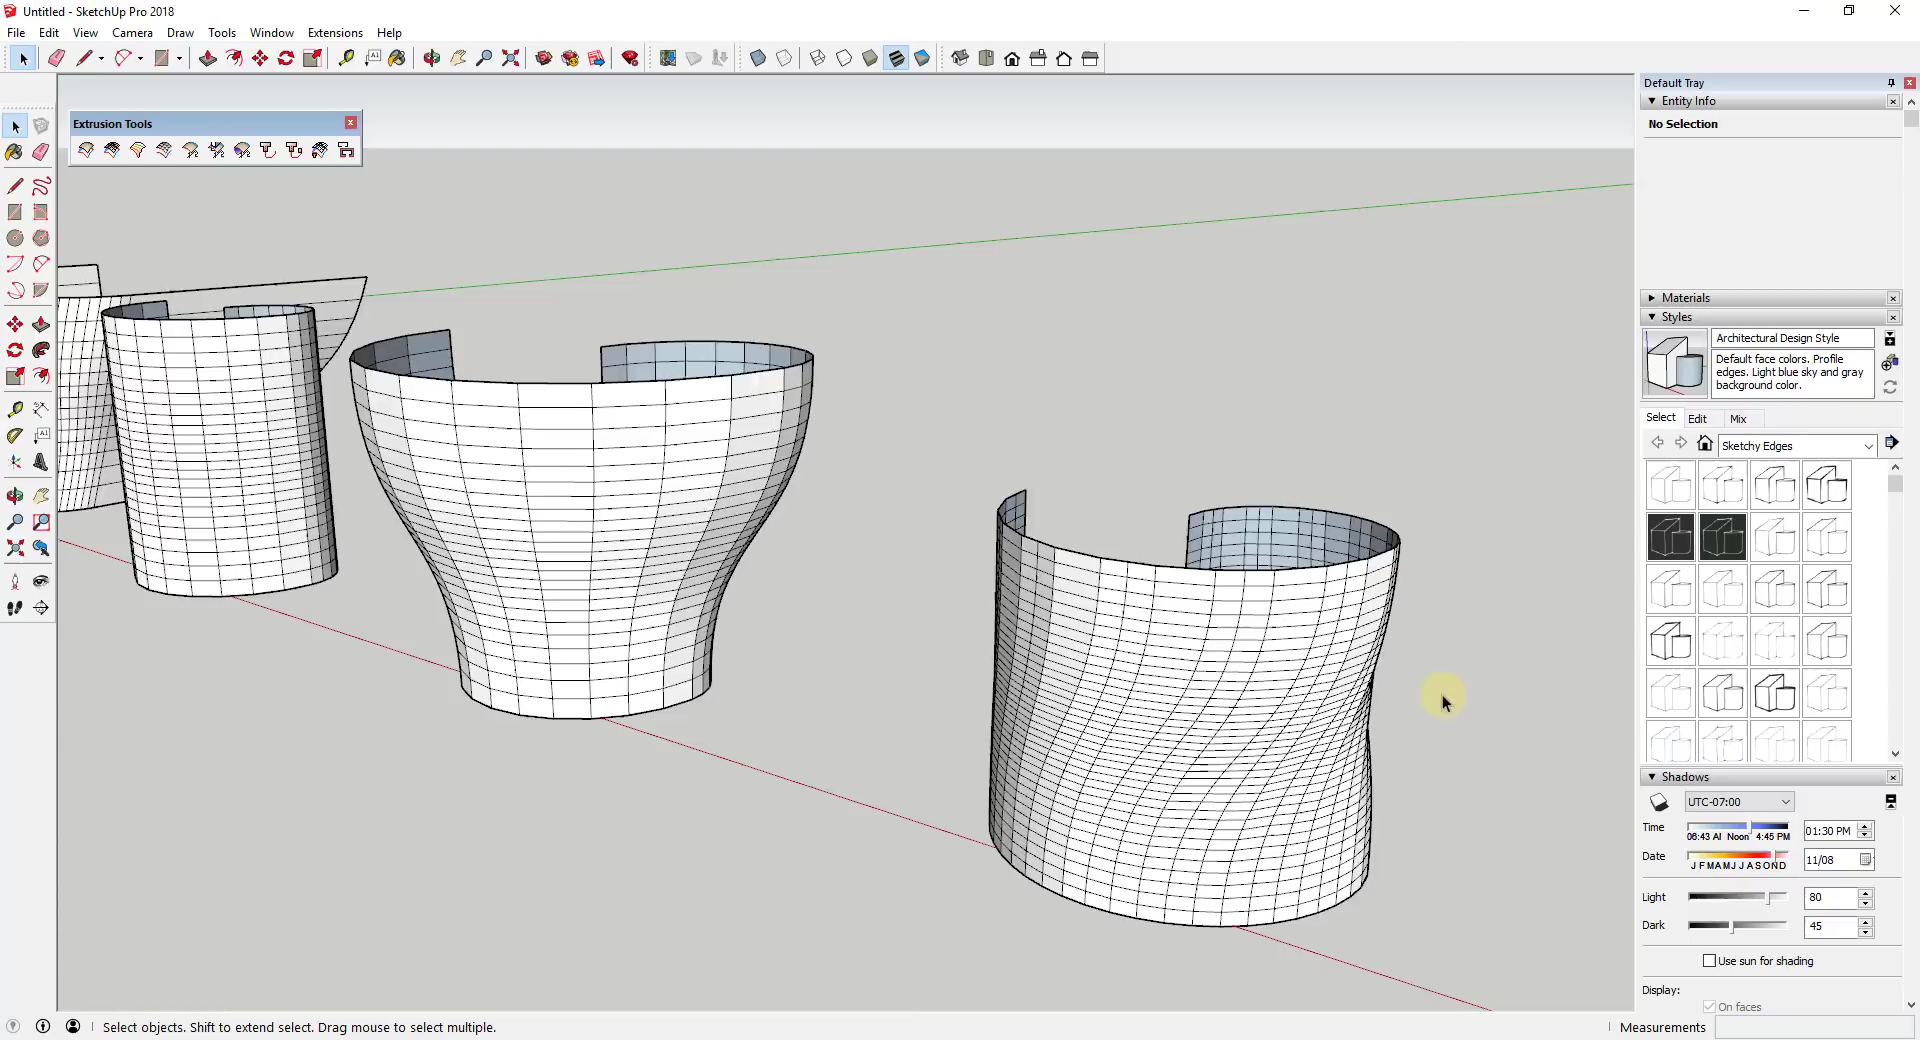 Untitled - SketchUp Pro 2018
File Edit View Camera Draw Tools Window Extensions Help
Extrusion Tools
Default Tray
Entity Info
No Selection
Materials
Styles
Architectural Design Style
Default face colors. Profile
edges. Light blue sky and gray
background color.
Select Edit Mix
Sketchy Edges
Shadows
UTC-07:00
Time
06:43 AI Noon 4:45 PM
01:30 PM
Date
J F M A M J J A S O N D
11/08
Light
80
Dark
45
Use sun for shading
Display:
On faces
Select objects. Shift to extend select. Drag mouse to select multiple.
Measurements